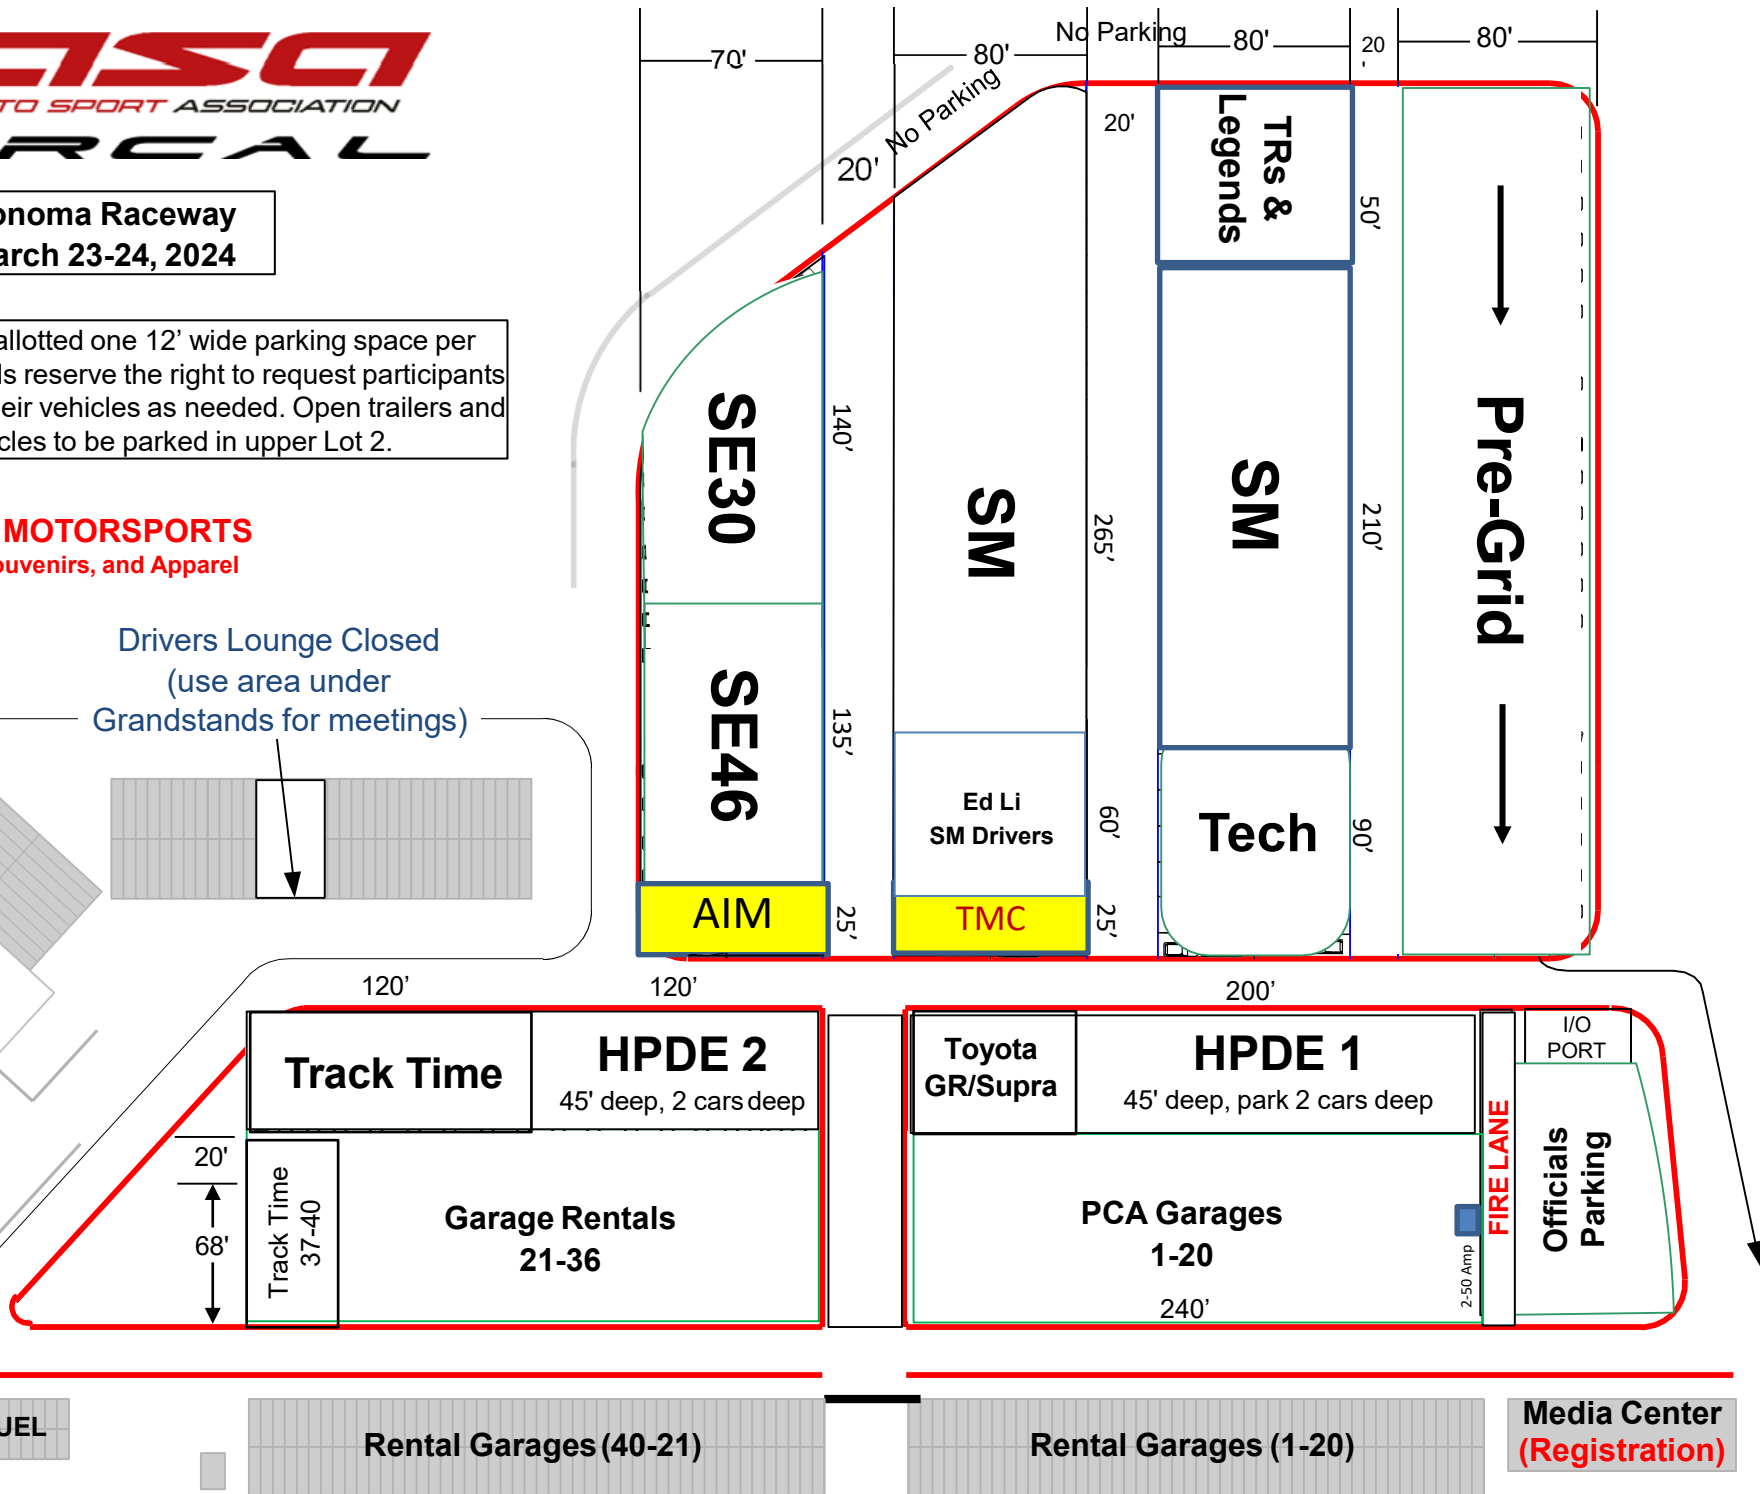 asa
TO SPORT ASSOCIATION
RCAL
onoma Raceway
arch 23-24, 2024
allotted one 12’ wide parking space per
ls reserve the right to request participants
eir vehicles as needed. Open trailers and
cles to be parked in upper Lot 2.
MOTORSPORTS
ouvenirs, and Apparel
Drivers Lounge Closed
(use area under
Grandstands for meetings)
70'
80'
No Parking
80'
20
80'
No Parking
20'
20'
TRs &
Legends
50'
SE30
140’
SM
265’
SM
210’
Pre-Grid
SE46
135’
Ed Li
SM Drivers
60’
Tech
90’
AIM
25’
TMC
25’
120'
120'
200'
Track Time
HPDE 2
45' deep, 2 cars deep
Toyota
GR/Supra
HPDE 1
45' deep, park 2 cars deep
I/O
PORT
FIRE LANE
Officials
Parking
20'
68'
Track Time
37-40
Garage Rentals
21-36
PCA Garages
1-20
240’
2-50 Amp
UEL
Rental Garages (40-21)
Rental Garages (1-20)
Media Center
(Registration)